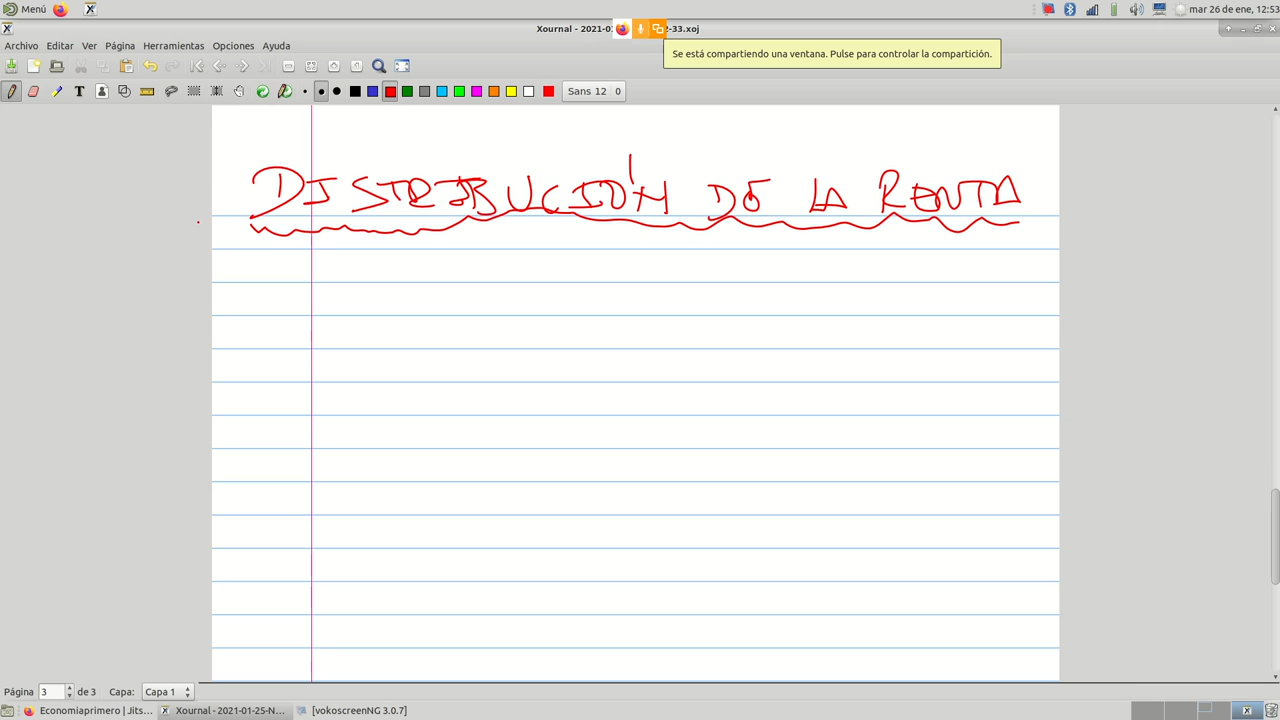 Menú
mar 26 de ene, 12:53
Xournal - 2021-0
2-33.xoj
Archivo Editar Ver Página Herramientas Opciones Ayuda
Se está compartiendo una ventana. Pulse para controlar la compartición.
T
Sans 12 0
DISTRIBUCIÓN DE LA RENTA
Página 3 de 3 Capa: Capa 1
Economiaprimero | Jits... Xournal - 2021-01-25-N... [vokoscreenNG 3.0.7]